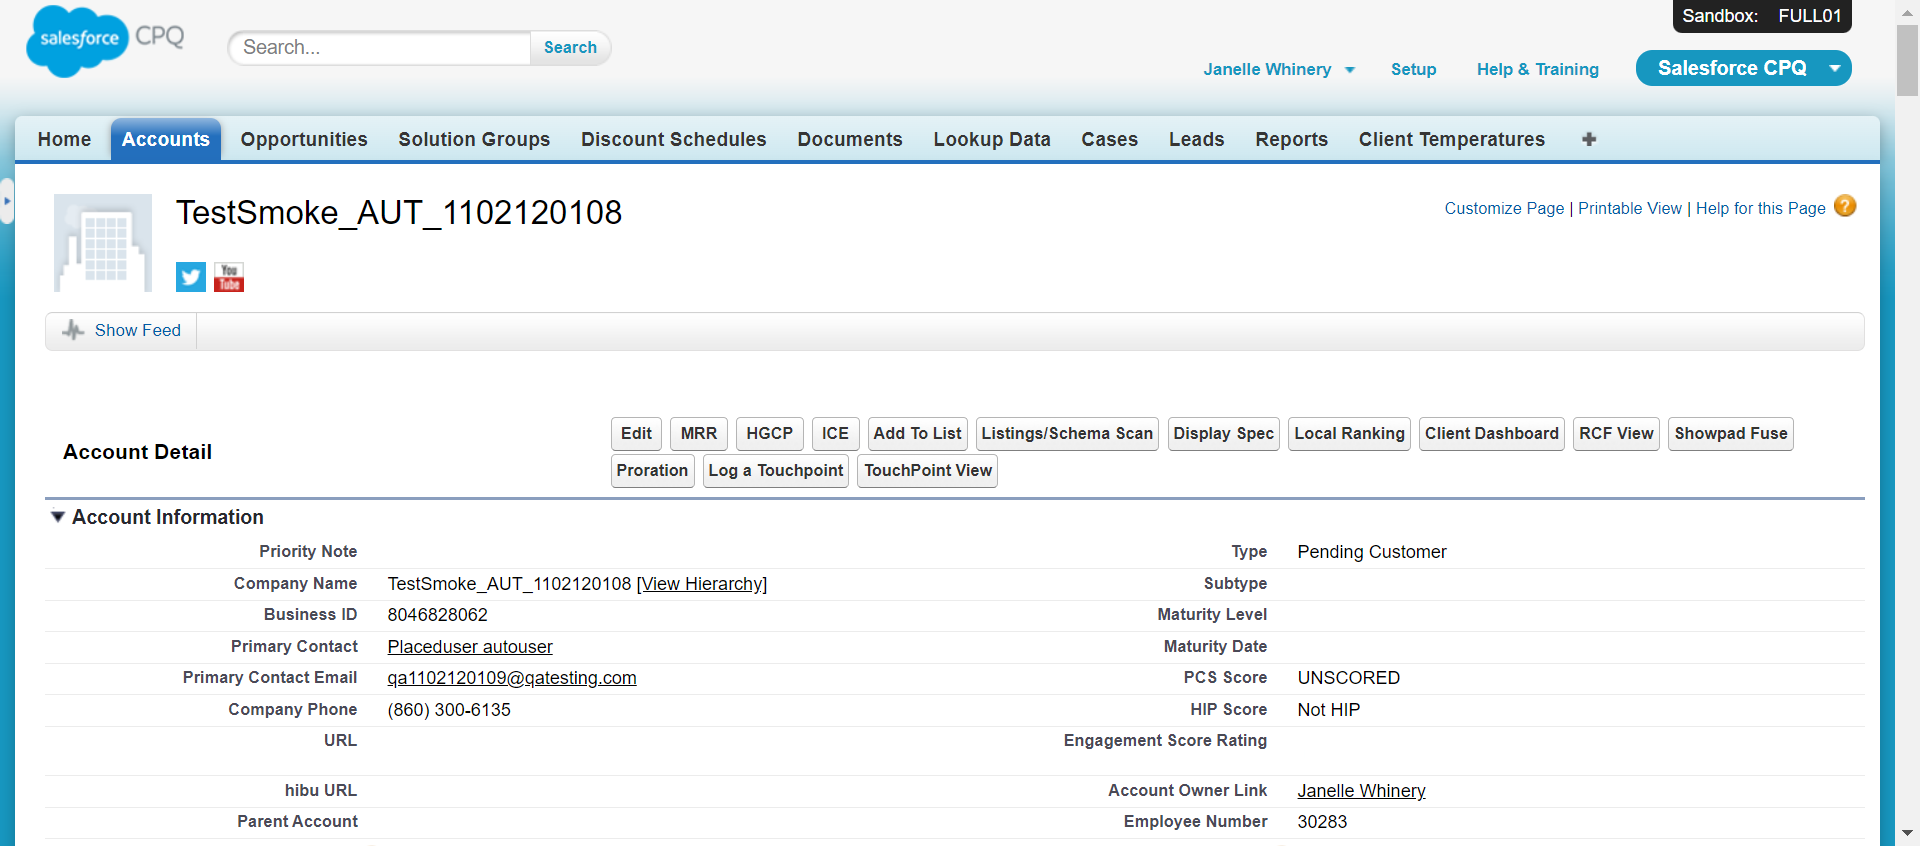 Sandbox: FULL01
salesforce CPQ
Search...
Search
Janelle Whinery
Setup
Help & Training
Salesforce CPQ
Home
Accounts
Opportunities
Solution Groups
Discount Schedules
Documents
Lookup Data
Cases
Leads
Reports
Client Temperatures
TestSmoke_AUT_1102120108
Customize Page | Printable View | Help for this Page ?
You
Tube
Show Feed
Account Detail
Edit
MRR
HGCP
ICE
Add To List
Listings/Schema Scan
Display Spec
Local Ranking
Client Dashboard
RCF View
Showpad Fuse
Proration
Log a Touchpoint
TouchPoint View
Account Information
Priority Note
Type Pending Customer
Company Name TestSmoke_AUT_1102120108 [View Hierarchy]
Subtype
Business ID 8046828062
Maturity Level
Primary Contact Placeduser autouser
Maturity Date
Primary Contact Email qa1102120109@qatesting.com
PCS Score UNSCORED
Company Phone (860) 300-6135
HIP Score Not HIP
URL
Engagement Score Rating
hibu URL
Account Owner Link Janelle Whinery
Parent Account
Employee Number 30283